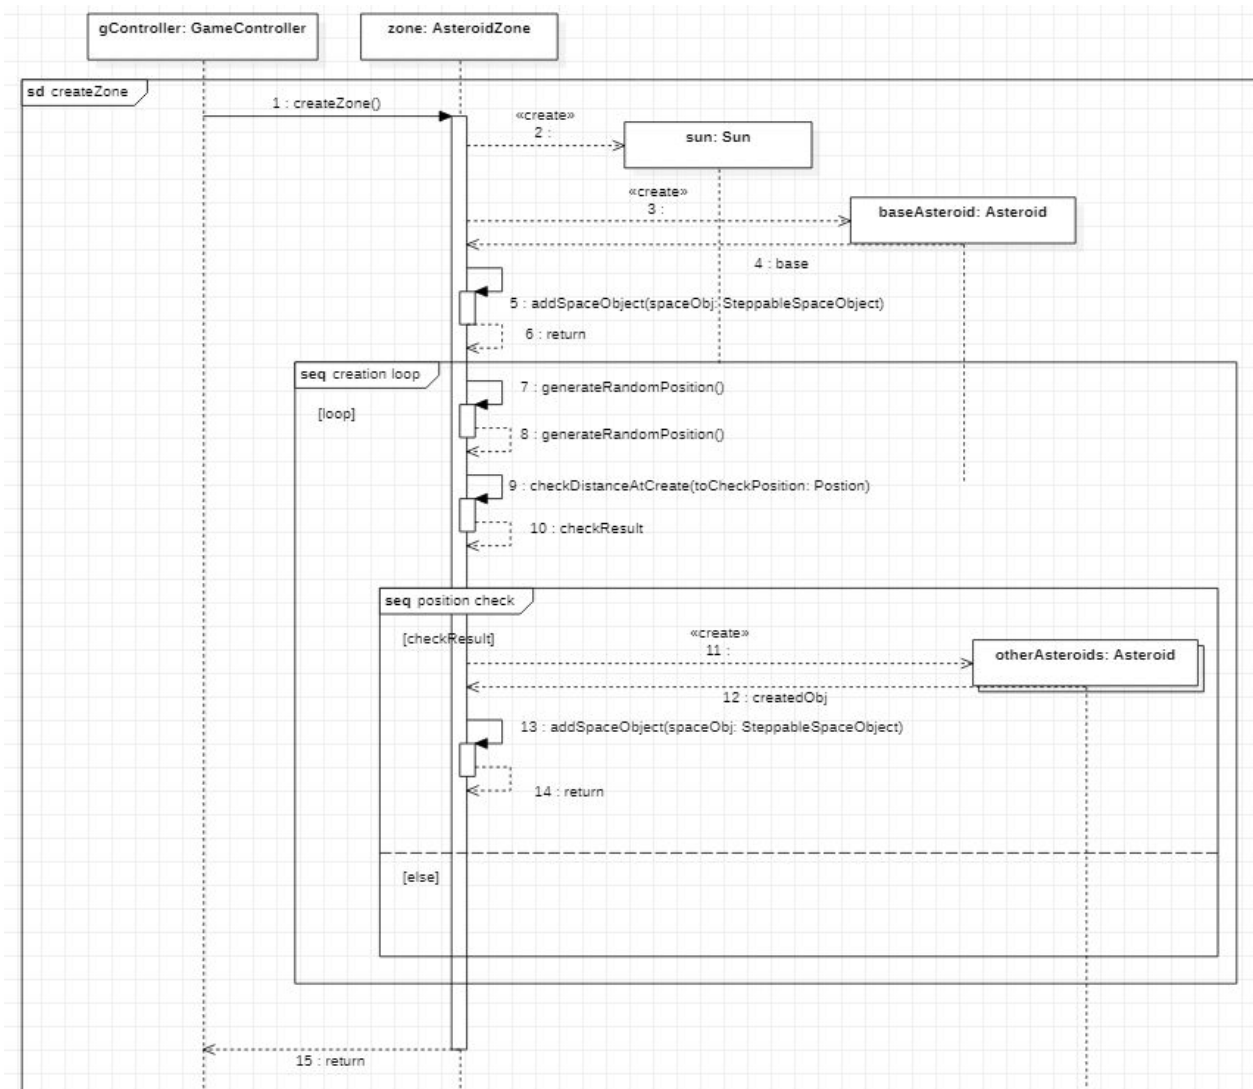 gController: GameController
zone: AsteroidZone
sd createZone
1 : createZone()
«create»
2 :
sun: Sun
«create»
3 :
baseAsteroid: Asteroid
4 : base
5 : addSpaceObject(spaceObj: SteppableSpaceObject)
6 : return
seq creation loop
[loop]
7 : generateRandomPosition()
8 : generateRandomPosition()
9 : checkDistanceAtCreate(toCheckPosition: Postion)
10 : checkResult
seq position check
[checkResult]
«create»
11 :
otherAsteroids: Asteroid
12 : createdObj
13 : addSpaceObject(spaceObj: SteppableSpaceObject)
14 : return
[else]
15 : return